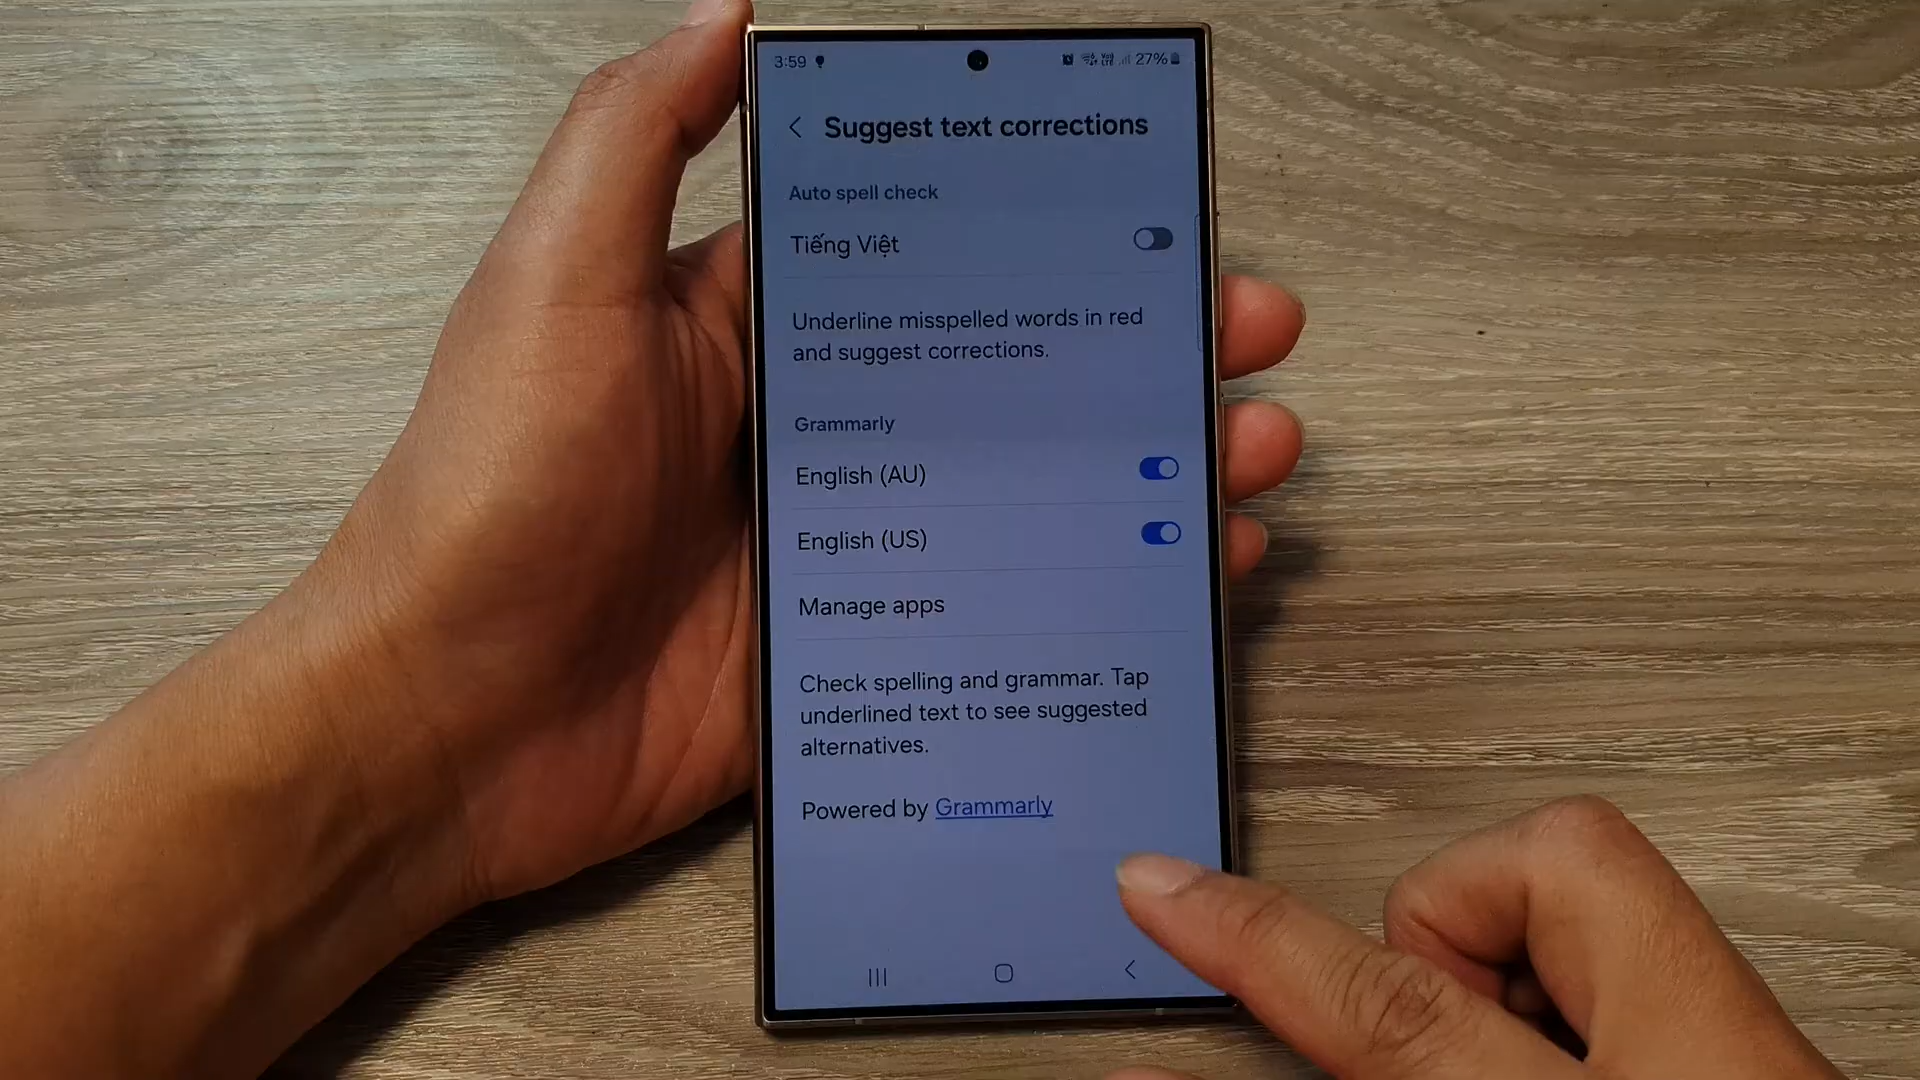 3:59
27%
Suggest text corrections
Auto spell check
Tiếng Việt
Underline misspelled words in red
and suggest corrections.
Grammarly
English (AU)
English (US)
Manage apps
Check spelling and grammar. Tap
underlined text to see suggested
alternatives.
Powered by Grammarly